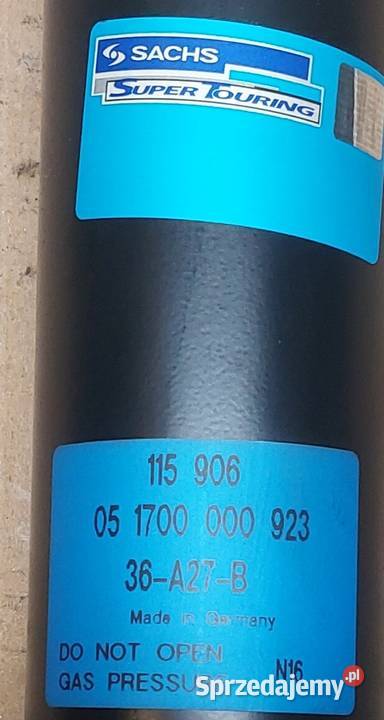 SACHS
SUPER TOURING
115 906
05 1700 000 923
36-A27-B
Made in Germany
DO NOT OPEN
GAS PRESSURE N16
Sprzedajemy.pl